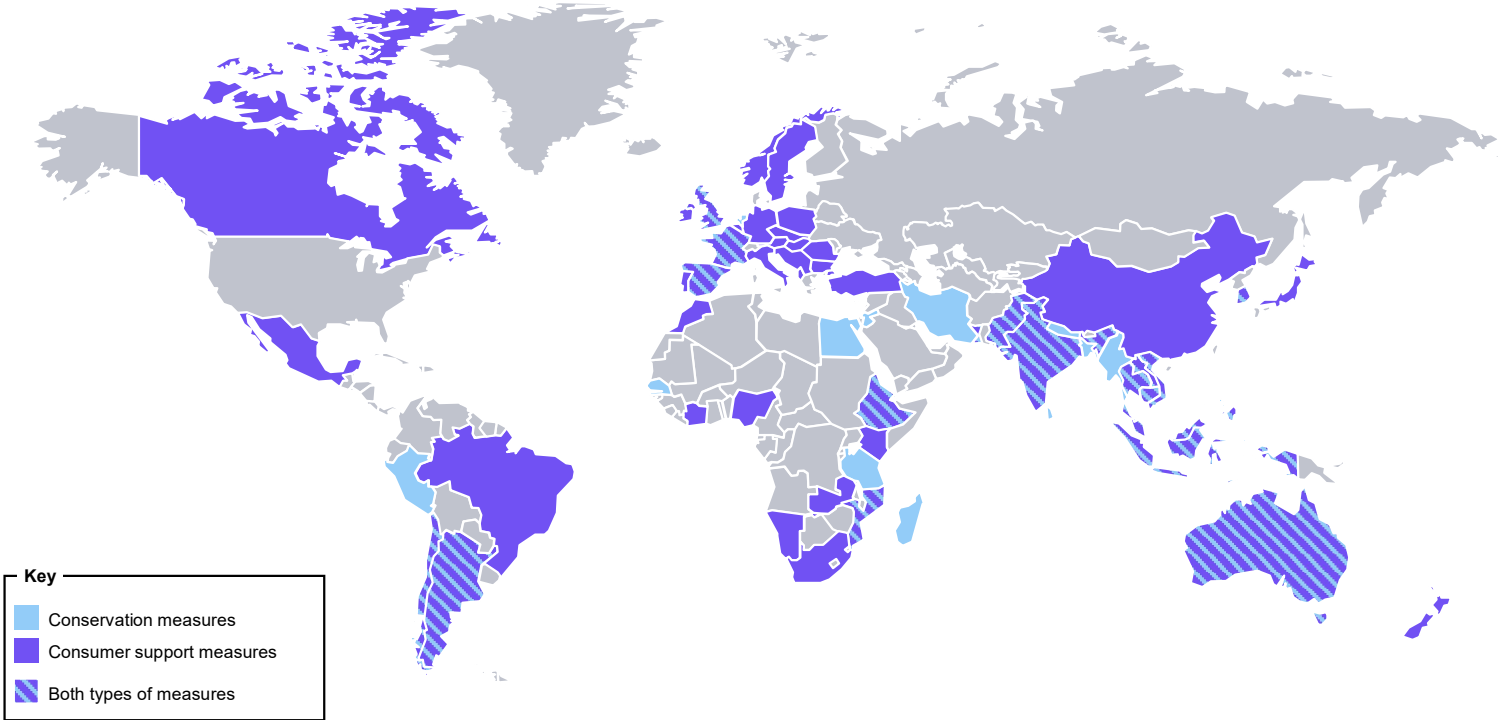 Key
Conservation measures
Consumer support measures
Both types of measures